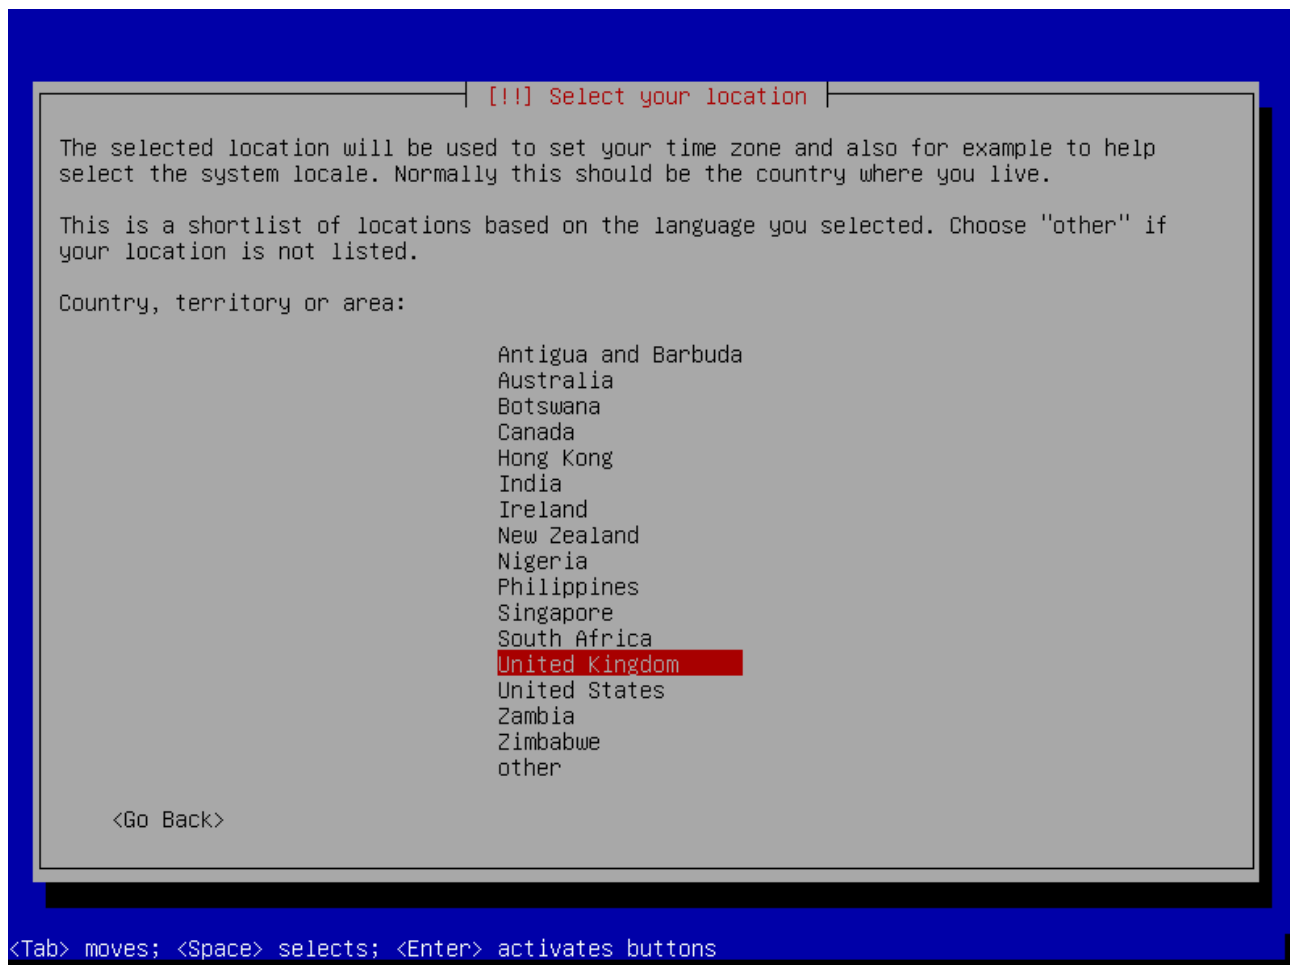 [!!] Select your location
The selected location will be used to set your time zone and also for example to help
select the system locale. Normally this should be the country where you live.
This is a shortlist of locations based on the language you selected. Choose "other" if
your location is not listed.
Country, territory or area:
Antigua and Barbuda
Australia
Botswana
Canada
Hong Kong
India
Ireland
New Zealand
Nigeria
Philippines
Singapore
South Africa
United Kingdom
United States
Zambia
Zimbabwe
other
<Go Back>
<Tab> moves; <Space> selects; <Enter> activates buttons